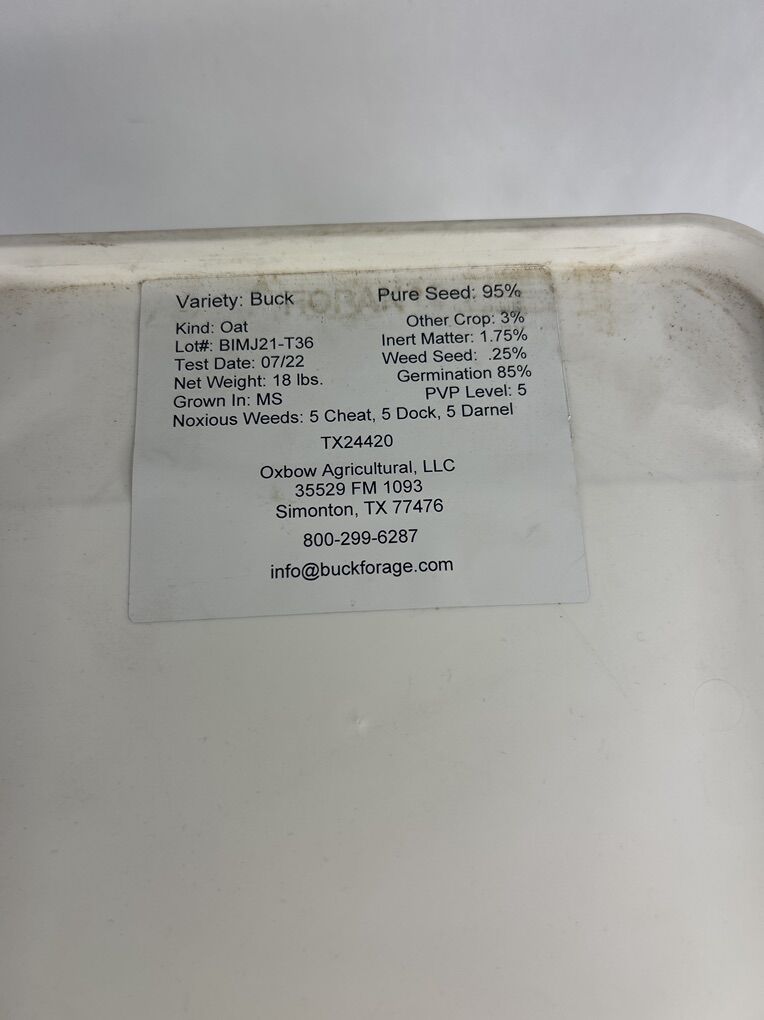 Variety: Buck Pure Seed: 95%
Kind: Oat Other Crop: 3%
Lot#: BIMJ21-T36 Inert Matter: 1.75%
Test Date: 07/22 Weed Seed: .25%
Net Weight: 18 lbs. Germination 85%
Grown In: MS PVP Level: 5
Noxious Weeds: 5 Cheat, 5 Dock, 5 Darnel
TX24420
Oxbow Agricultural, LLC
35529 FM 1093
Simonton, TX 77476
800-299-6287
info@buckforage.com